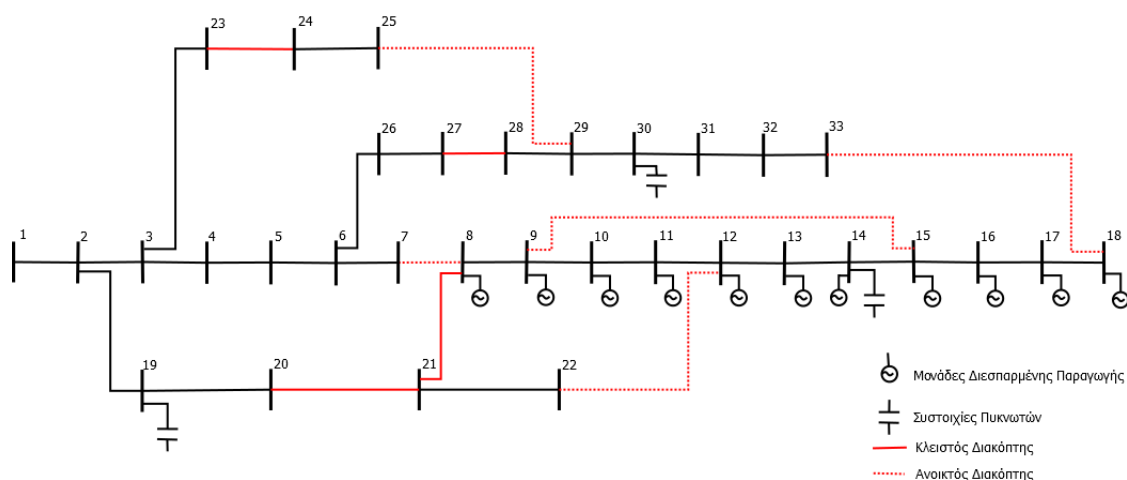 23 24 25
26 27 28 29 30 31 32 33
1 2 3 4 5 6 7 8 9 10 11 12 13 14 15 16 17 18
19 20 21 22
Μονάδες Διεσπαρμένης Παραγωγής
Συστοιχίες Πυκνωτών
Κλειστός Διακόπτης
Ανοικτός Διακόπτης